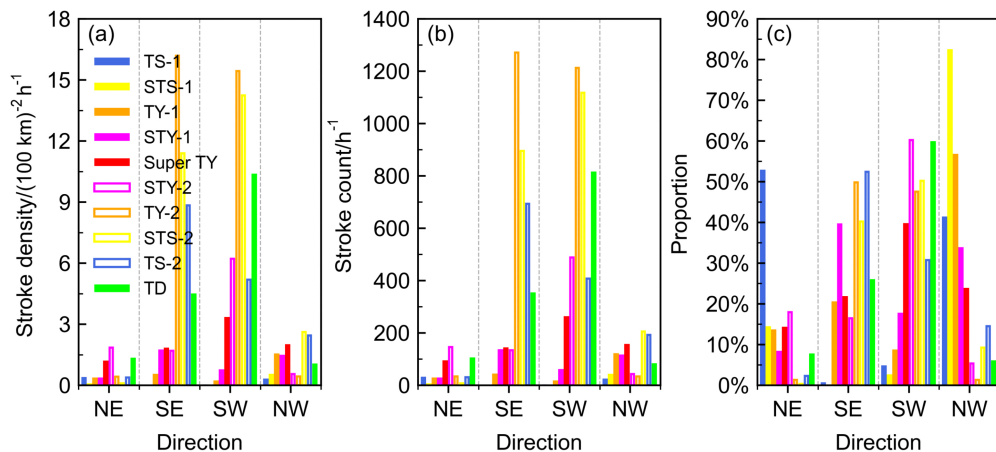 (a)
Stroke density/(100 km)⁻² h⁻¹
18
15
12
9
6
3
0
TS-1
STS-1
TY-1
STY-1
Super TY
STY-2
TY-2
STS-2
TS-2
TD
NE SE SW NW
Direction
(b)
Stroke count/h⁻¹
1400
1200
1000
800
600
400
200
0
NE SE SW NW
Direction
(c)
Proportion
90%
80%
70%
60%
50%
40%
30%
20%
10%
0%
NE SE SW NW
Direction